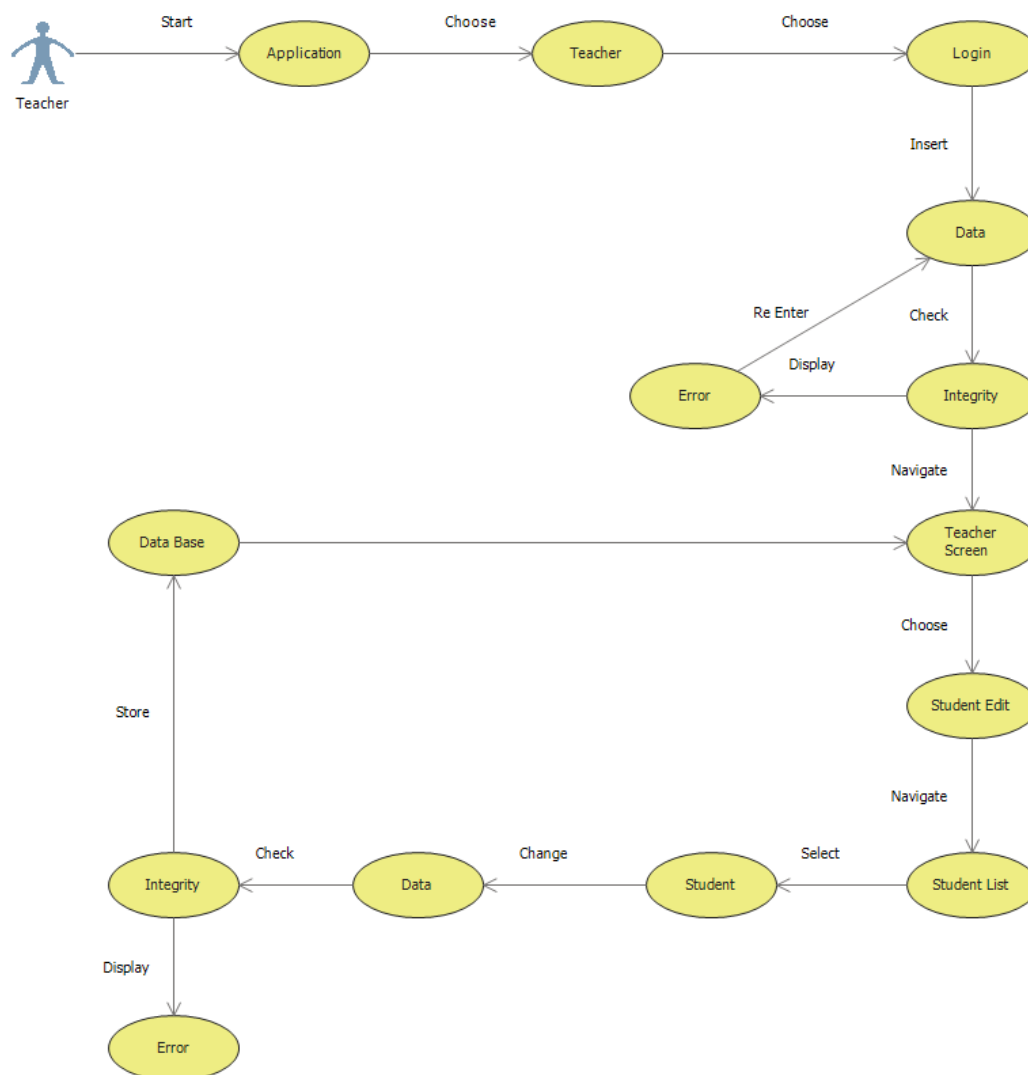 Start
Choose
Choose
Application
Teacher
Login
Teacher
Insert
Data
Re Enter
Check
Display
Error
Integrity
Navigate
Data Base
Teacher
Screen
Choose
Store
Student Edit
Navigate
Check
Change
Select
Integrity
Data
Student
Student List
Display
Error